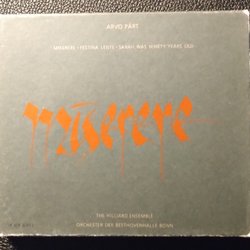 ARVO PÄRT
MISERERE · FESTINA LENTE · SARAH WAS NINETY YEARS OLD
miserere
THE HILLIARD ENSEMBLE
ORCHESTER DER BEETHOVENHALLE BONN